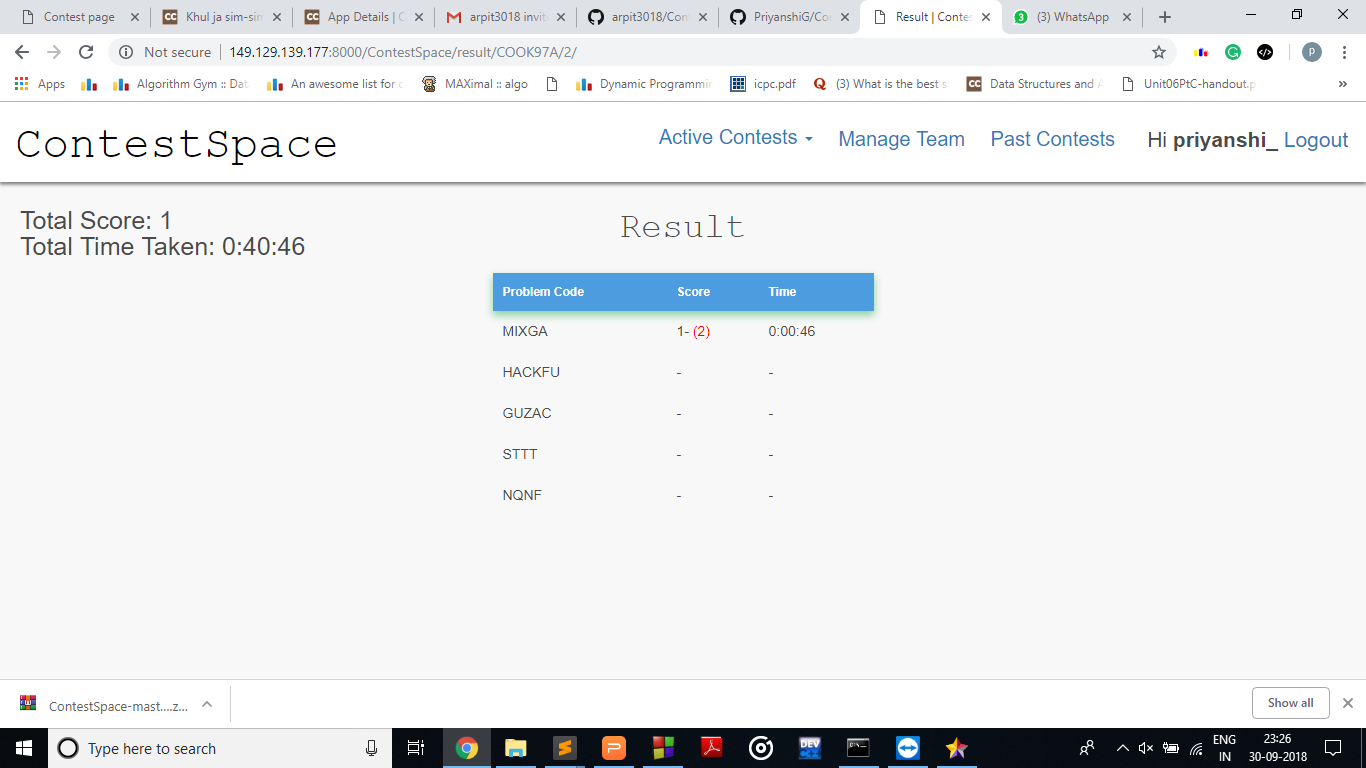 Contest page
Khul ja sim-sim
App Details | C
arpit3018 invit
arpit3018/Con
PriyanshiG/Co
Result | Contes
(3) WhatsApp
Not secure | 149.129.139.177:8000/ContestSpace/result/COOK97A/2/
P
Apps
Algorithm Gym :: Dat
An awesome list for c
MAXimal :: algo
Dynamic Programmin
icpc.pdf
(3) What is the best s
Data Structures and A
Unit06PtC-handout.p
ContestSpace
Active Contests
Manage Team
Past Contests
Hi priyanshi_ Logout
Total Score: 1
Total Time Taken: 0:40:46
Result
Problem Code Score Time
MIXGA 1- (2) 0:00:46
HACKFU - -
GUZAC - -
STTT - -
NQNF - -
ContestSpace-mast....z...
Show all
Type here to search
DEV
ENG
IN
23:26
30-09-2018